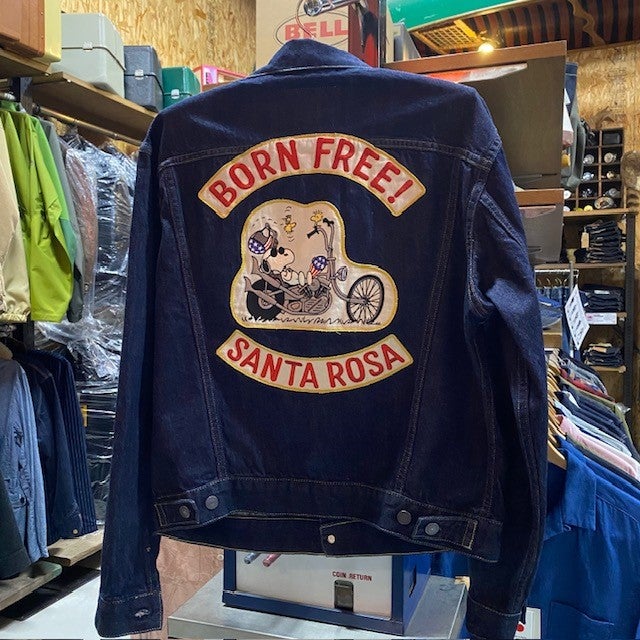 BELL
BORN FREE!
SANTA ROSA
COIN RETURN